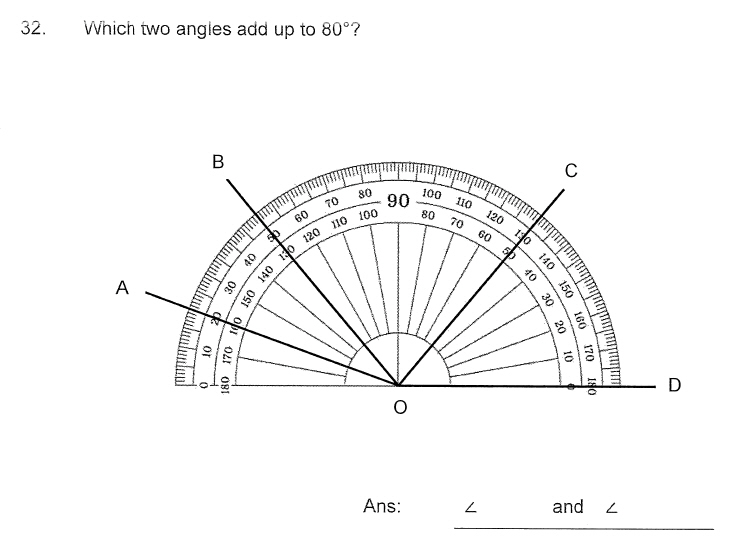 32. Which two angles add up to 80°?
B
C
A
D
O
0 10 20 30 40 50 60 70 80 90 100 110 120 130 140 150 160 170 180
180 170 160 150 140 130 120 110 100 80 70 60 50 40 30 20 10 0
Ans: ∠ and ∠